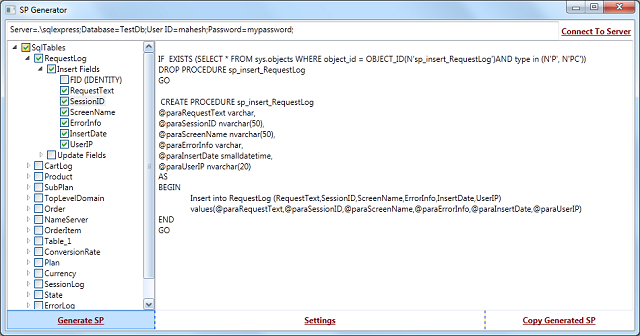 SP Generator
Server=.\sqlexpress;Database=TestDb;User ID=mahesh;Password=mypassword;
Connect To Server
SqlTables
RequestLog
Insert Fields
FID (IDENTITY)
RequestText
SessionID
ScreenName
ErrorInfo
InsertDate
UserIP
Update Fields
CartLog
Product
SubPlan
TopLevelDomain
Order
NameServer
OrderItem
Table_1
ConversionRate
Plan
Currency
SessionLog
State
ErrorLog
IF  EXISTS (SELECT * FROM sys.objects WHERE object_id = OBJECT_ID(N'sp_insert_RequestLog')AND type in (N'P', N'PC'))
DROP PROCEDURE sp_insert_RequestLog
GO
CREATE PROCEDURE sp_insert_RequestLog
@paraRequestText varchar,
@paraSessionID nvarchar(50),
@paraScreenName nvarchar(50),
@paraErrorInfo varchar,
@paraInsertDate smalldatetime,
@paraUserIP nvarchar(20)
AS
BEGIN
Insert into RequestLog (RequestText,SessionID,ScreenName,ErrorInfo,InsertDate,UserIP)
values(@paraRequestText,@paraSessionID,@paraScreenName,@paraErrorInfo,@paraInsertDate,@paraUserIP)
END
GO
Generate SP
Settings
Copy Generated SP